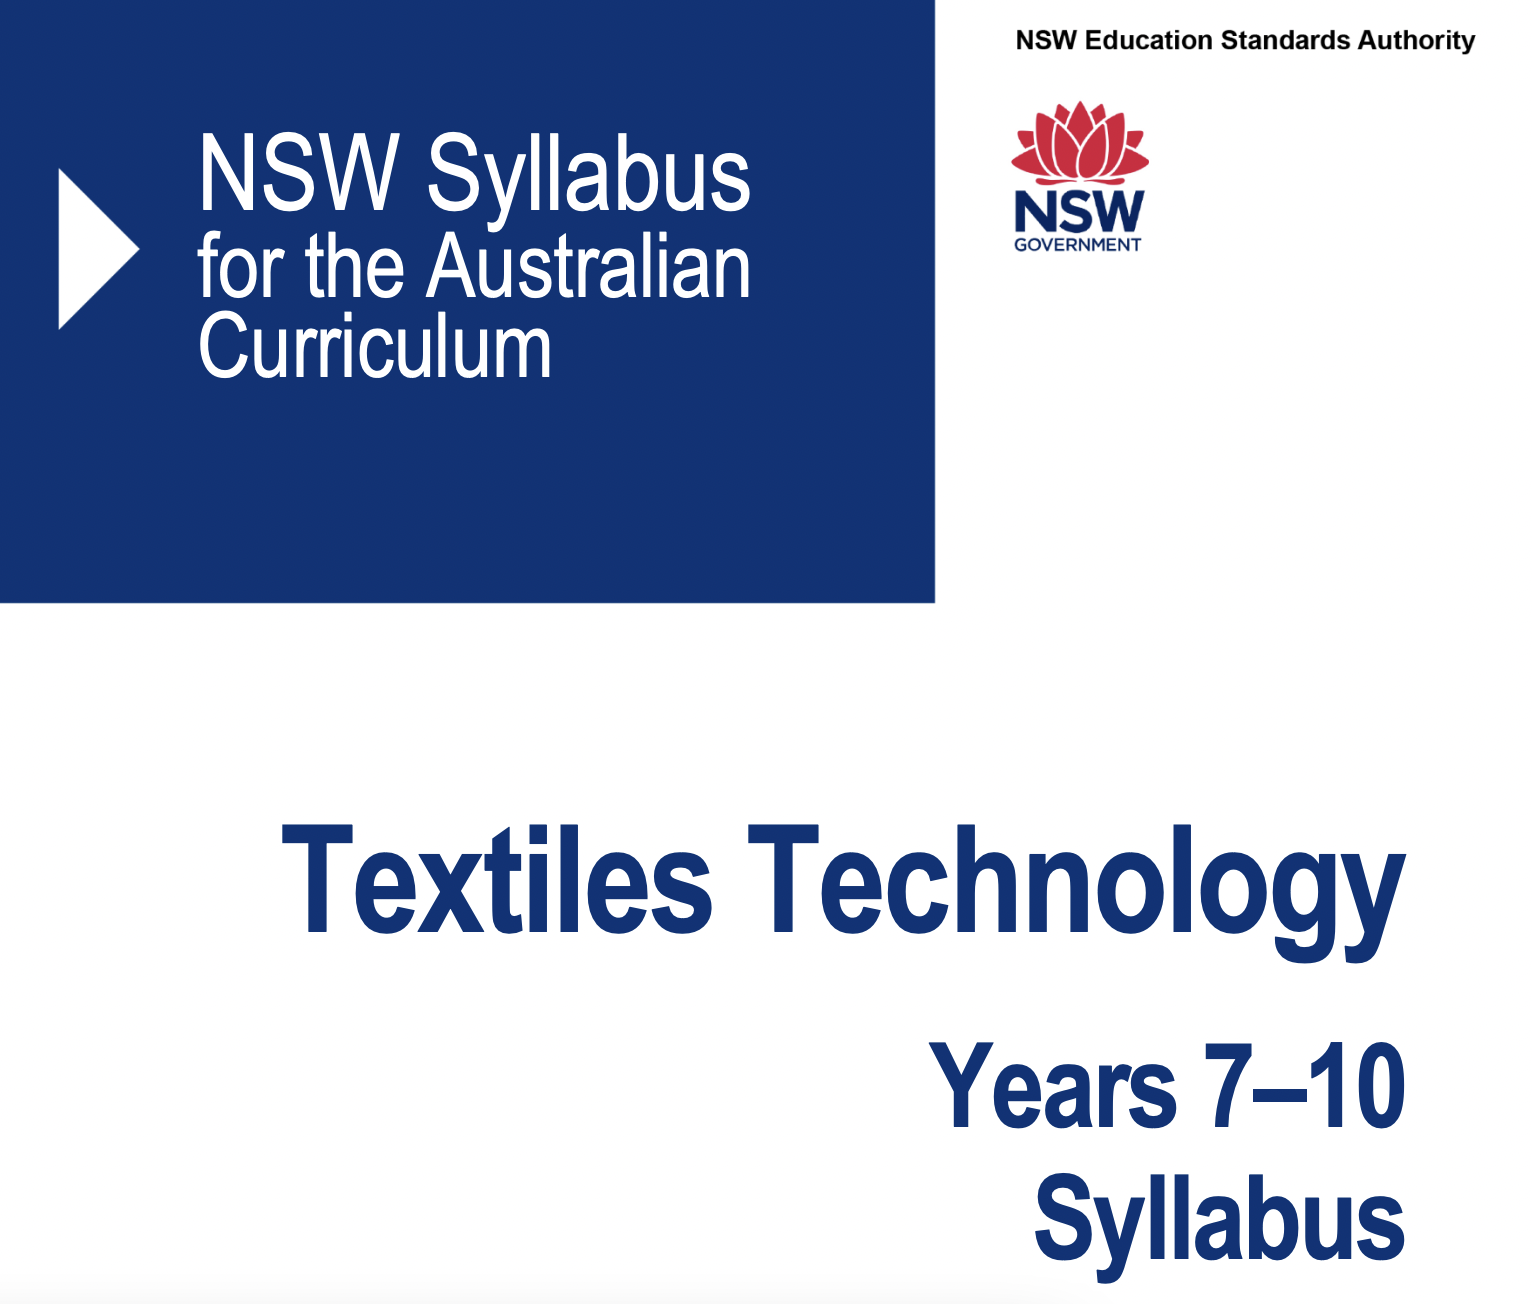 NSW Education Standards Authority
NSW Syllabus
for the Australian
Curriculum
NSW
GOVERNMENT
Textiles Technology
Years 7–10
Syllabus